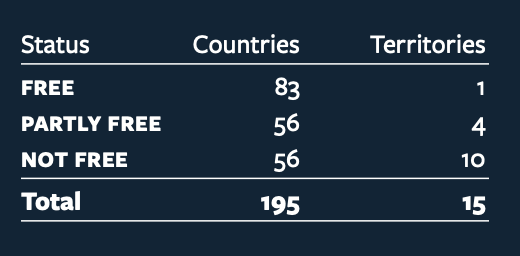 Status Countries Territories
FREE 83 1
PARTLY FREE 56 4
NOT FREE 56 10
Total 195 15